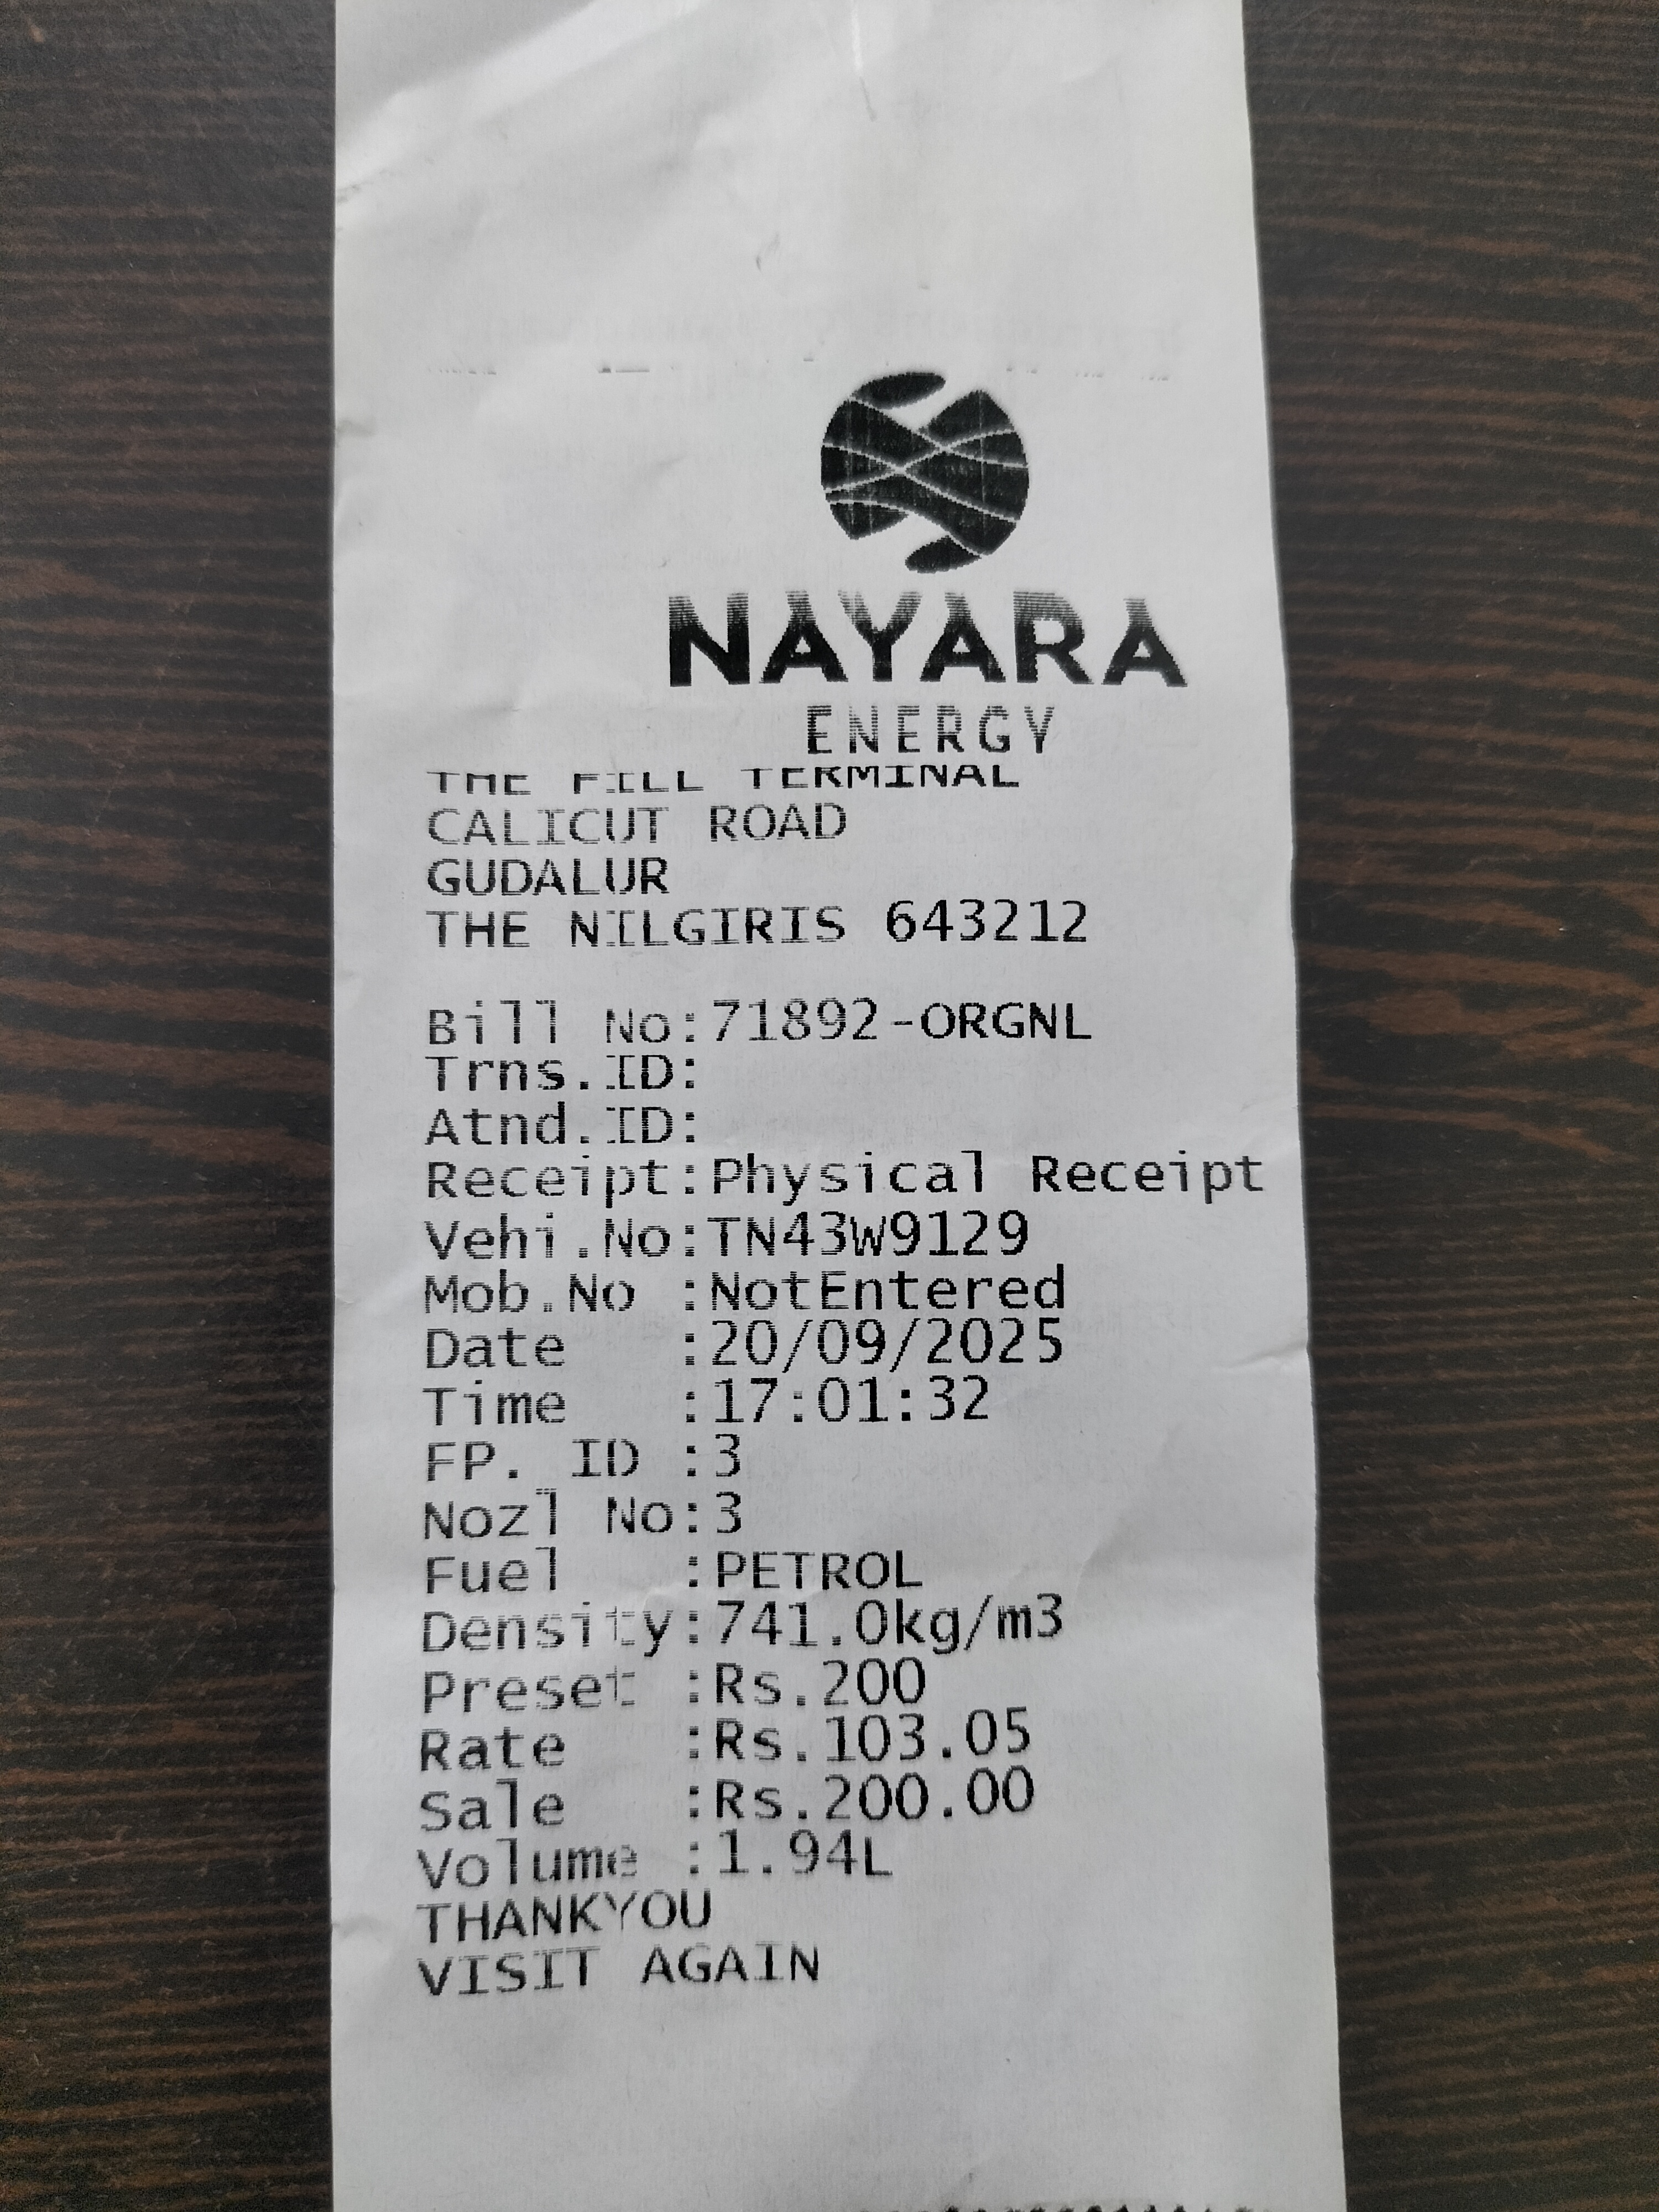 NAYARA
ENERGY
THE FILL TERMINAL
CALICUT ROAD
GUDALUR
THE NILGIRIS 643212
Bill No:71892-ORGNL
Trns.ID:
Atnd.ID:
Receipt:Physical Receipt
Vehi.No:TN43W9129
Mob.No :NotEntered
Date :20/09/2025
Time :17:01:32
FP. ID :3
Nozl No:3
Fuel :PETROL
Density:741.0kg/m3
Preset :Rs.200
Rate :Rs.103.05
Sale :Rs.200.00
Volume :1.94L
THANKYOU
VISIT AGAIN